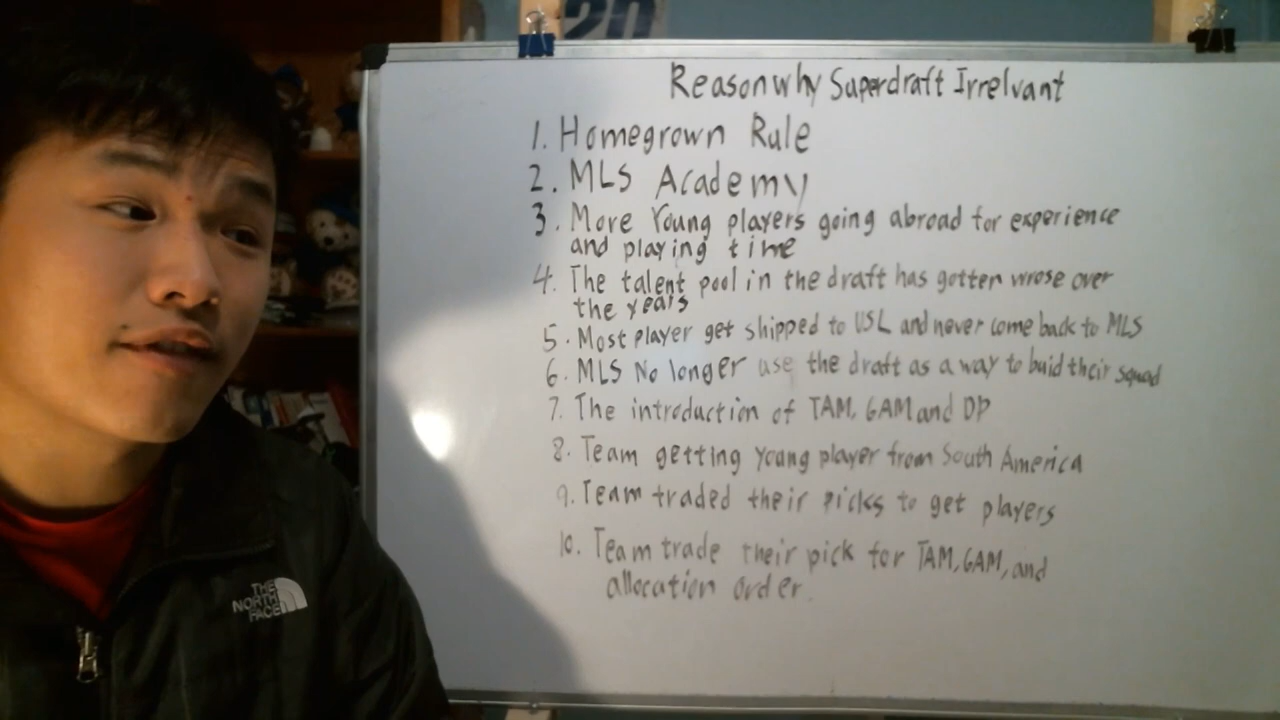 20
Reason why Superdraft Irrelvant
1. Homegrown Rule
2. MLS Academy
3. More Young players going abroad for experience
and playing time
4. The talent pool in the draft has gotten wrose over
the years
5. Most player get shipped to USL and never come back to MLS
6. MLS No longer use the draft as a way to buid their squad
7. The introduction of TAM, GAM and DP
8. Team getting young player from South America
9. Team traded their picks to get players
10. Team trade their pick for TAM, GAM, and
allocation order.
THE
NORTH
FACE